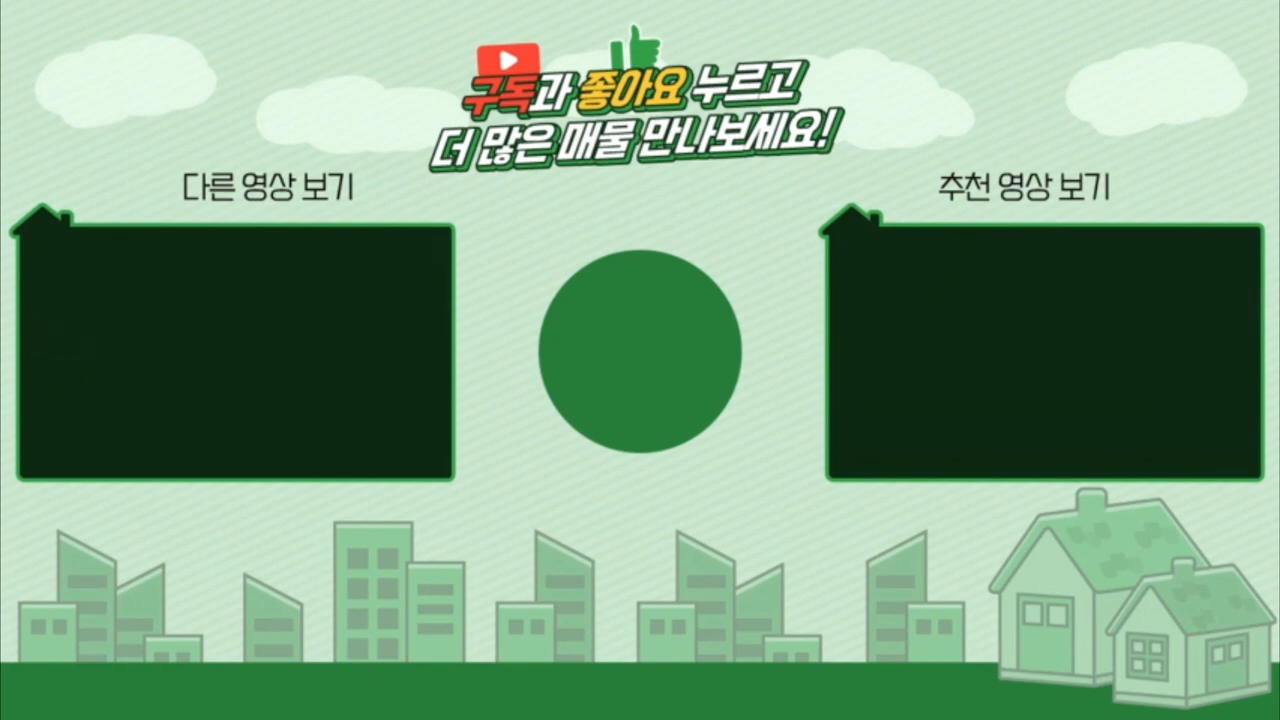 구독과 좋아요 누르고
더 많은 매물 만나보세요!
다른 영상 보기
추천 영상 보기